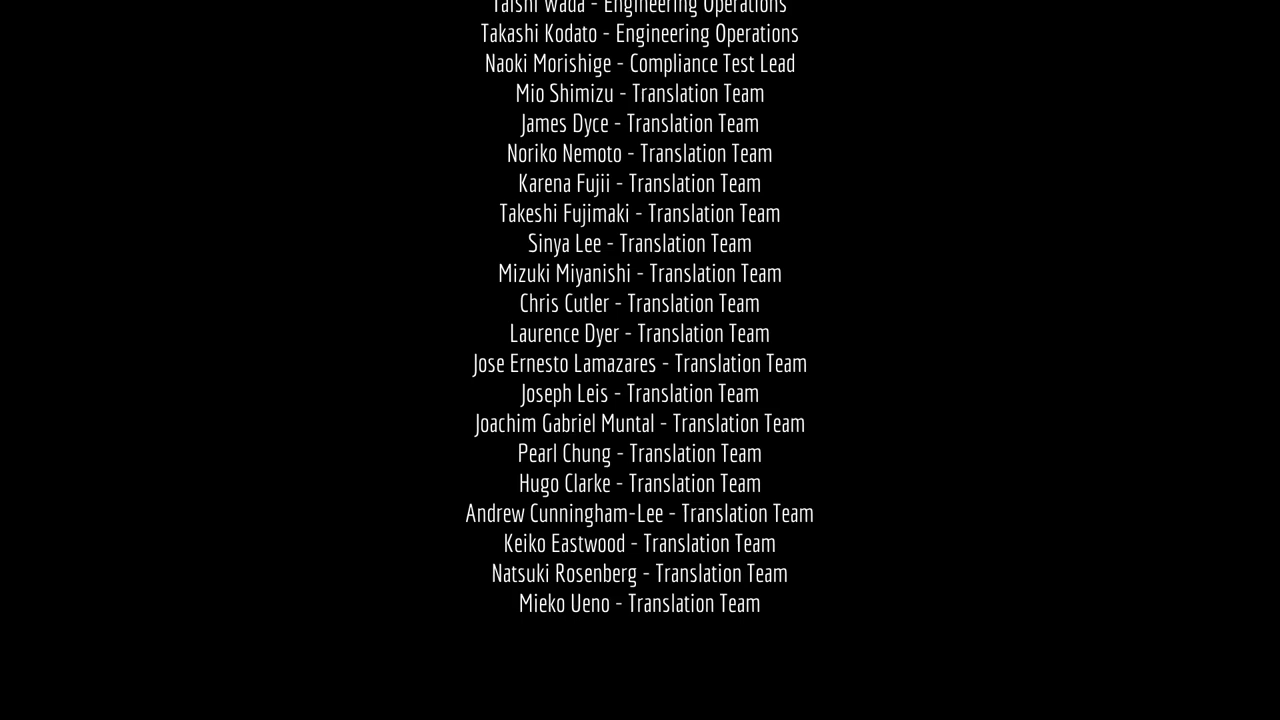 Taishi Wada - Engineering Operations
Takashi Kodato - Engineering Operations
Naoki Morishige - Compliance Test Lead
Mio Shimizu - Translation Team
James Dyce - Translation Team
Noriko Nemoto - Translation Team
Karena Fujii - Translation Team
Takeshi Fujimaki - Translation Team
Sinya Lee - Translation Team
Mizuki Miyanishi - Translation Team
Chris Cutler - Translation Team
Laurence Dyer - Translation Team
Jose Ernesto Lamazares - Translation Team
Joseph Leis - Translation Team
Joachim Gabriel Muntal - Translation Team
Pearl Chung - Translation Team
Hugo Clarke - Translation Team
Andrew Cunningham-Lee - Translation Team
Keiko Eastwood - Translation Team
Natsuki Rosenberg - Translation Team
Mieko Ueno - Translation Team